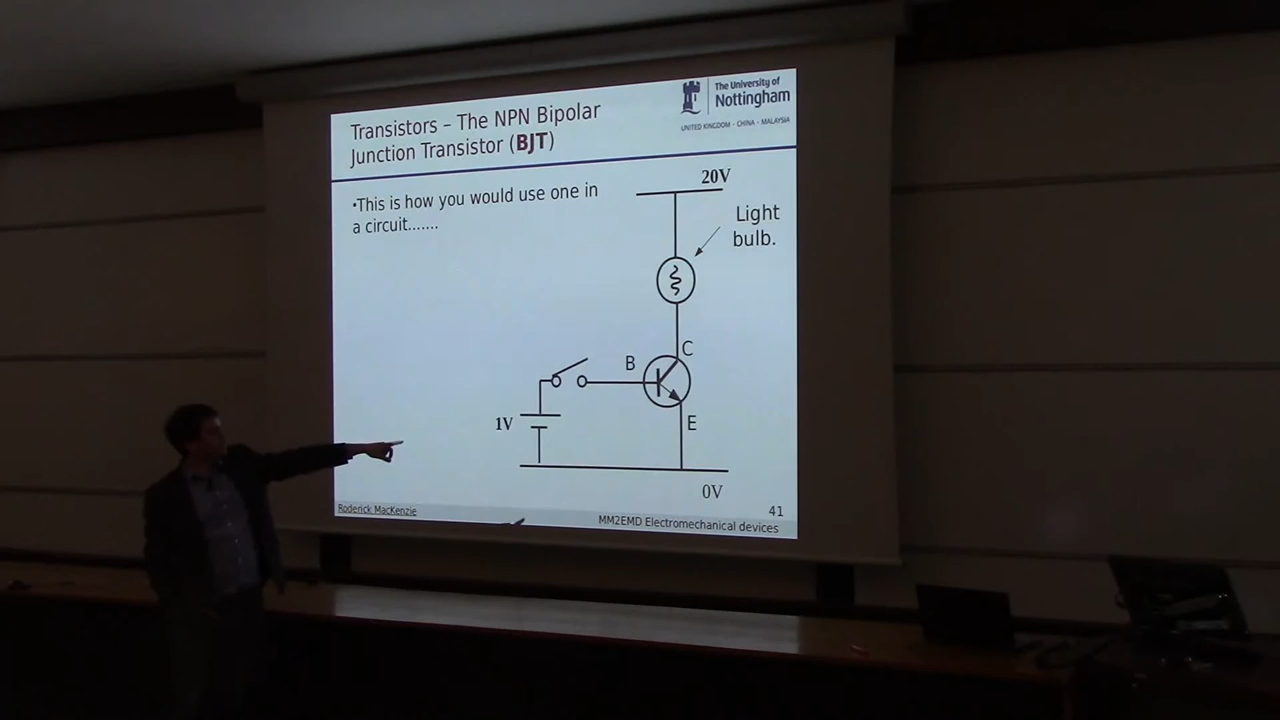 Transistors – The NPN Bipolar
Junction Transistor (BJT)
The University of
Nottingham
UNITED KINGDOM · CHINA · MALAYSIA
•This is how you would use one in
a circuit.......
20V
Light
bulb.
C
B
1V
E
0V
Roderick MacKenzie
MM2EMD Electromechanical devices
41